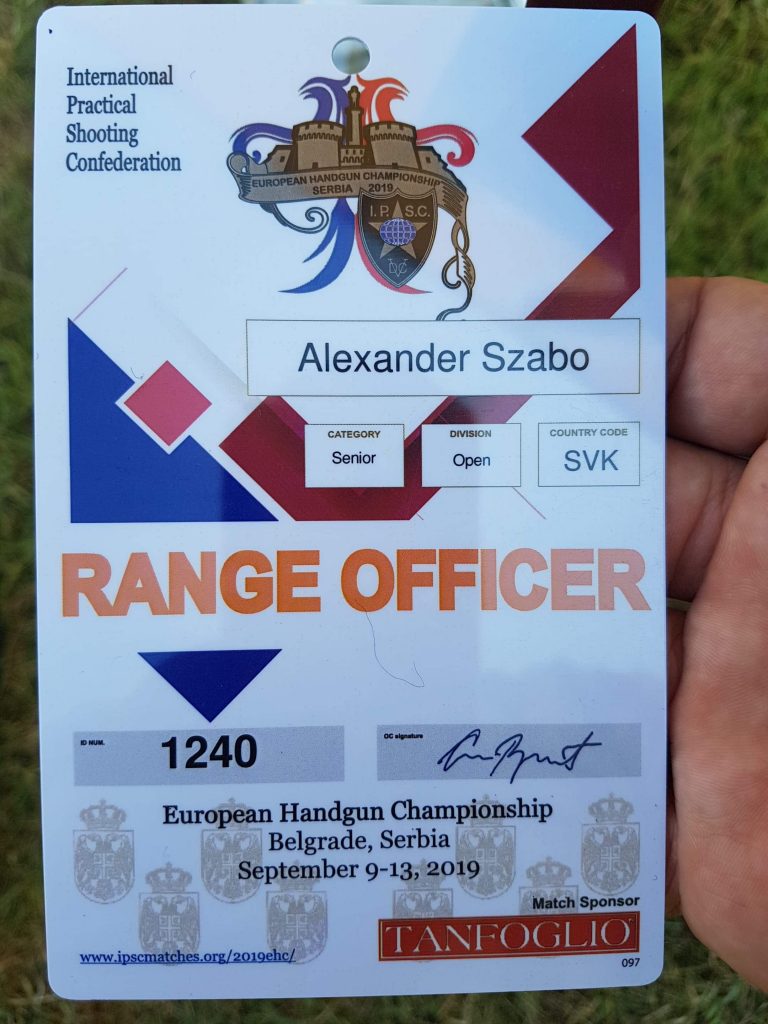 International
Practical
Shooting
Confederation
EUROPEAN HANDGUN CHAMPIONSHIP
SERBIA 2019
I.P.S.C.
DVC
Alexander Szabo
CATEGORY
Senior
DIVISION
Open
COUNTRY CODE
SVK
RANGE OFFICER
ID NUM.
1240
OC signature
European Handgun Championship
Belgrade, Serbia
September 9-13, 2019
Match Sponsor
TANFOGLIO
www.ipscmatches.org/2019ehc/
097